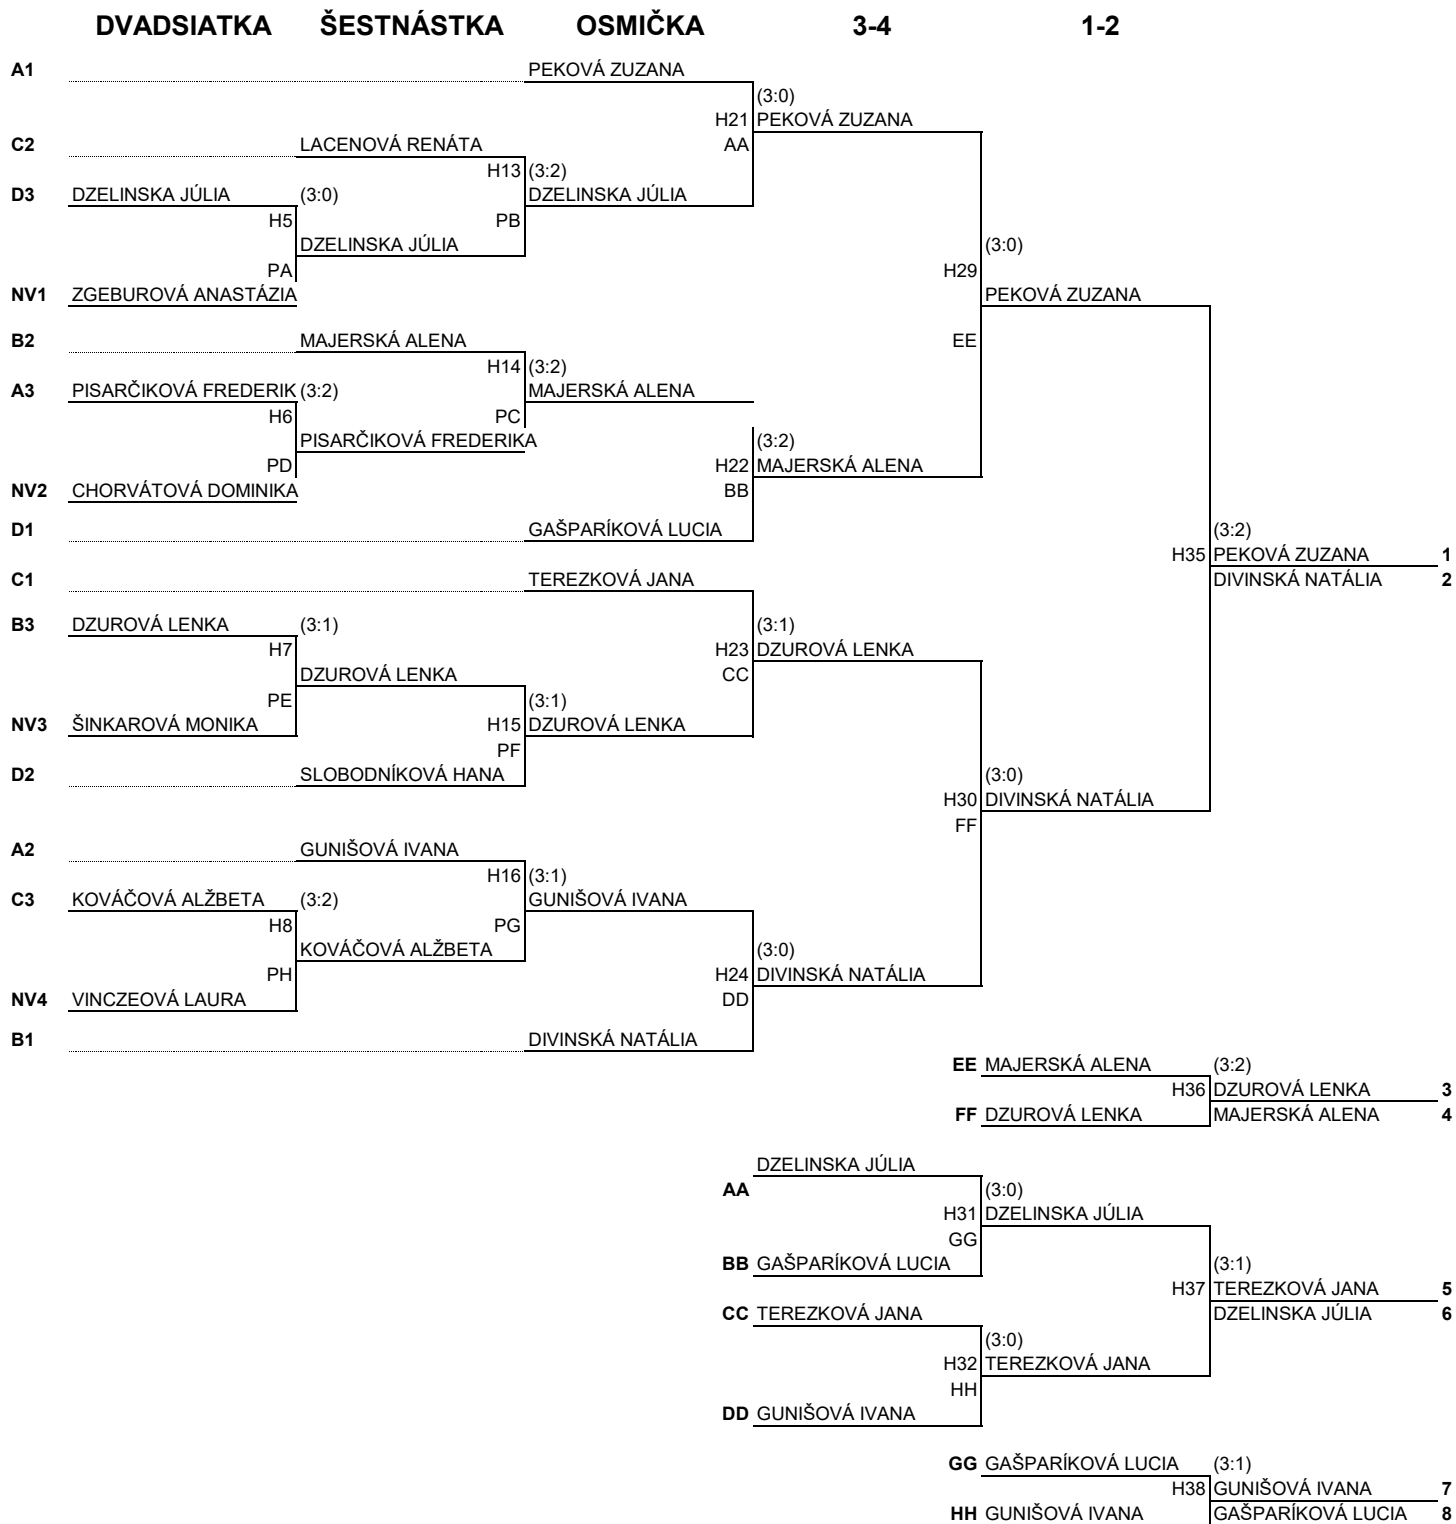 DVADSIATKA ŠESTNÁSTKA OSMIČKA 3-4 1-2
A1 PEKOVÁ ZUZANA
(3:0)
H21 PEKOVÁ ZUZANA
C2 LACENOVÁ RENÁTA AA
H13 (3:2)
D3 DZELINSKA JÚLIA (3:0) DZELINSKA JÚLIA
H5 PB
DZELINSKA JÚLIA (3:0)
PA H29
NV1 ZGEBUROVÁ ANASTÁZIA PEKOVÁ ZUZANA
B2 MAJERSKÁ ALENA EE
H14 (3:2)
A3 PISARČIKOVÁ FREDERIK (3:2) MAJERSKÁ ALENA
H6 PC
PISARČIKOVÁ FREDERIKA (3:2)
PD H22 MAJERSKÁ ALENA
NV2 CHORVÁTOVÁ DOMINIKA BB
D1 GAŠPARÍKOVÁ LUCIA (3:2)
H35 PEKOVÁ ZUZANA 1
C1 TEREZKOVÁ JANA DIVINSKÁ NATÁLIA 2
B3 DZUROVÁ LENKA (3:1) (3:1)
H7 H23 DZUROVÁ LENKA
DZUROVÁ LENKA CC
PE (3:1)
NV3 ŠINKAROVÁ MONIKA H15 DZUROVÁ LENKA
PF
D2 SLOBODNÍKOVÁ HANA (3:0)
H30 DIVINSKÁ NATÁLIA
FF
A2 GUNIŠOVÁ IVANA
H16 (3:1)
C3 KOVÁČOVÁ ALŽBETA (3:2) GUNIŠOVÁ IVANA
H8 PG
KOVÁČOVÁ ALŽBETA (3:0)
PH H24 DIVINSKÁ NATÁLIA
NV4 VINCZEOVÁ LAURA DD
B1 DIVINSKÁ NATÁLIA
EE MAJERSKÁ ALENA (3:2)
H36 DZUROVÁ LENKA 3
FF DZUROVÁ LENKA MAJERSKÁ ALENA 4
DZELINSKA JÚLIA
AA (3:0)
H31 DZELINSKA JÚLIA
GG
BB GAŠPARÍKOVÁ LUCIA (3:1)
H37 TEREZKOVÁ JANA 5
CC TEREZKOVÁ JANA DZELINSKA JÚLIA 6
(3:0)
H32 TEREZKOVÁ JANA
HH
DD GUNIŠOVÁ IVANA
GG GAŠPARÍKOVÁ LUCIA (3:1)
H38 GUNIŠOVÁ IVANA 7
HH GUNIŠOVÁ IVANA GAŠPARÍKOVÁ LUCIA 8